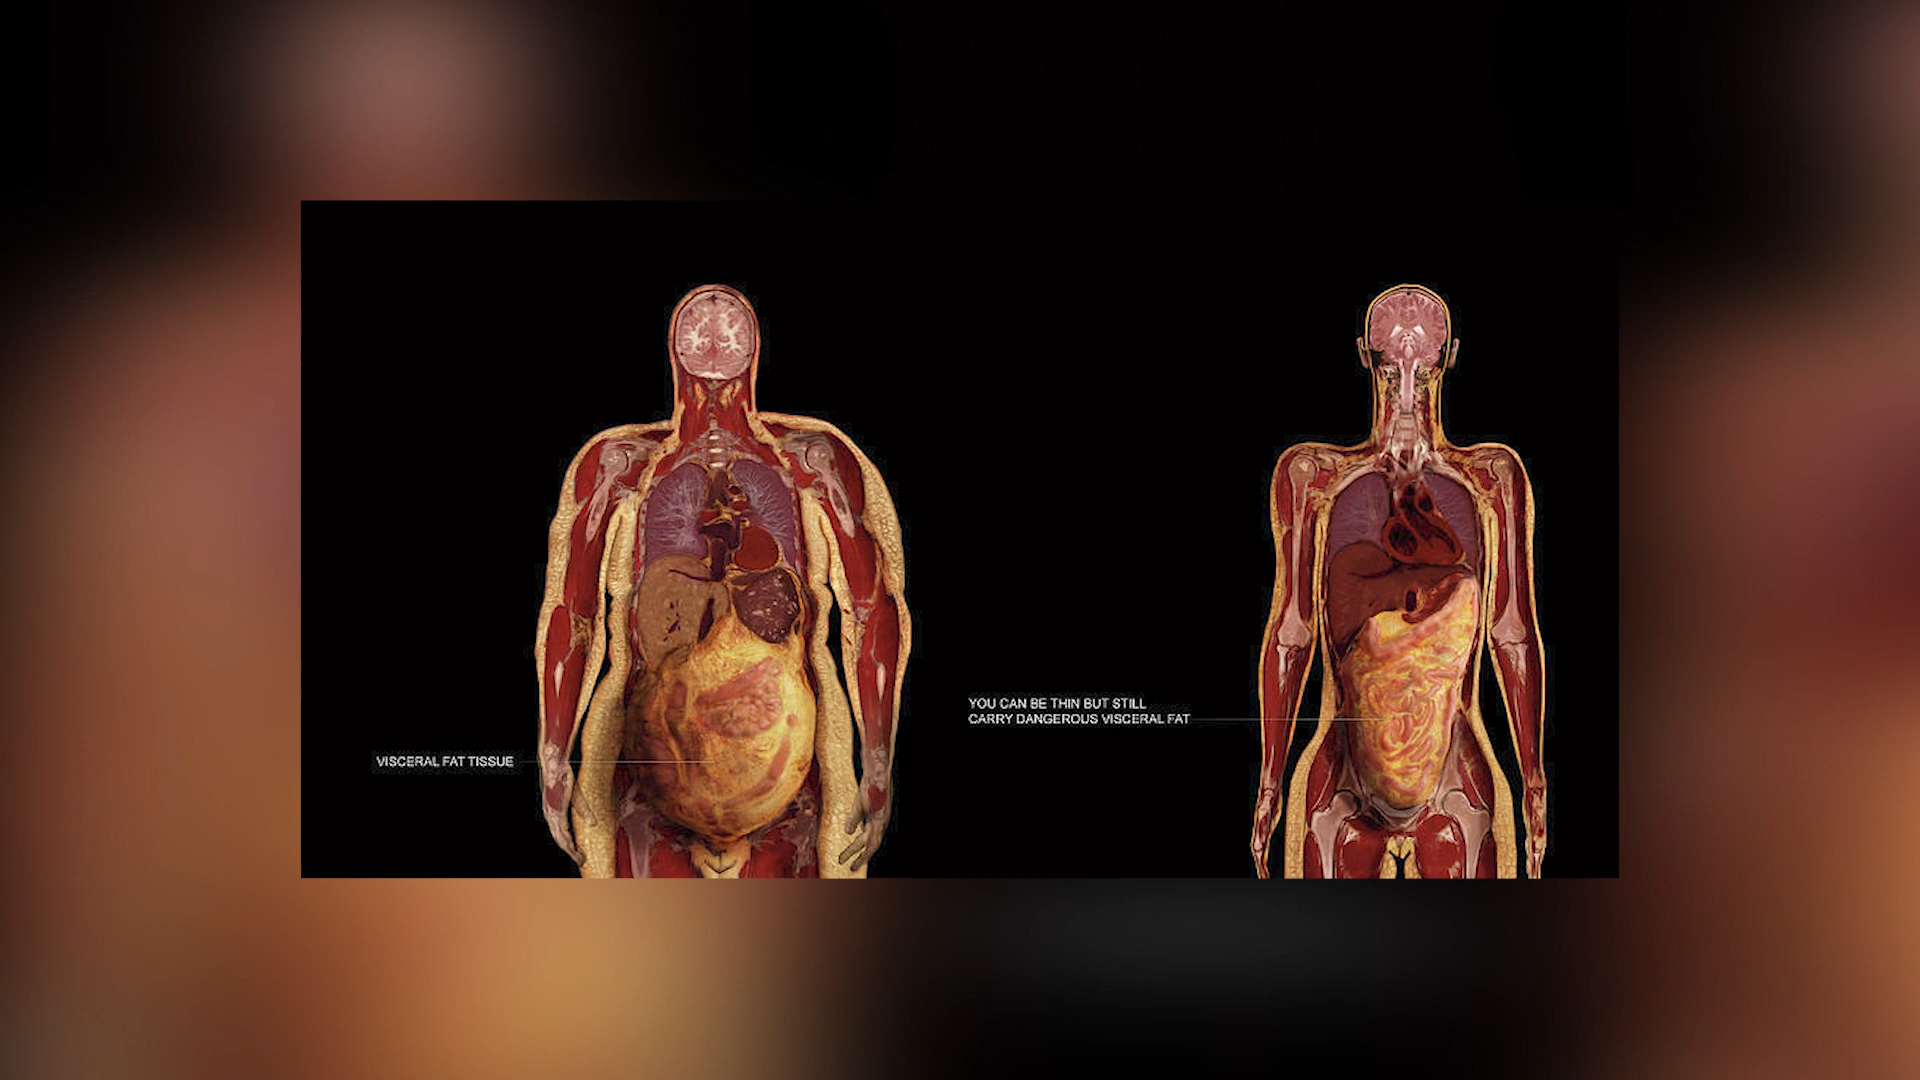 VISCERAL FAT TISSUE
YOU CAN BE THIN BUT STILL
CARRY DANGEROUS VISCERAL FAT